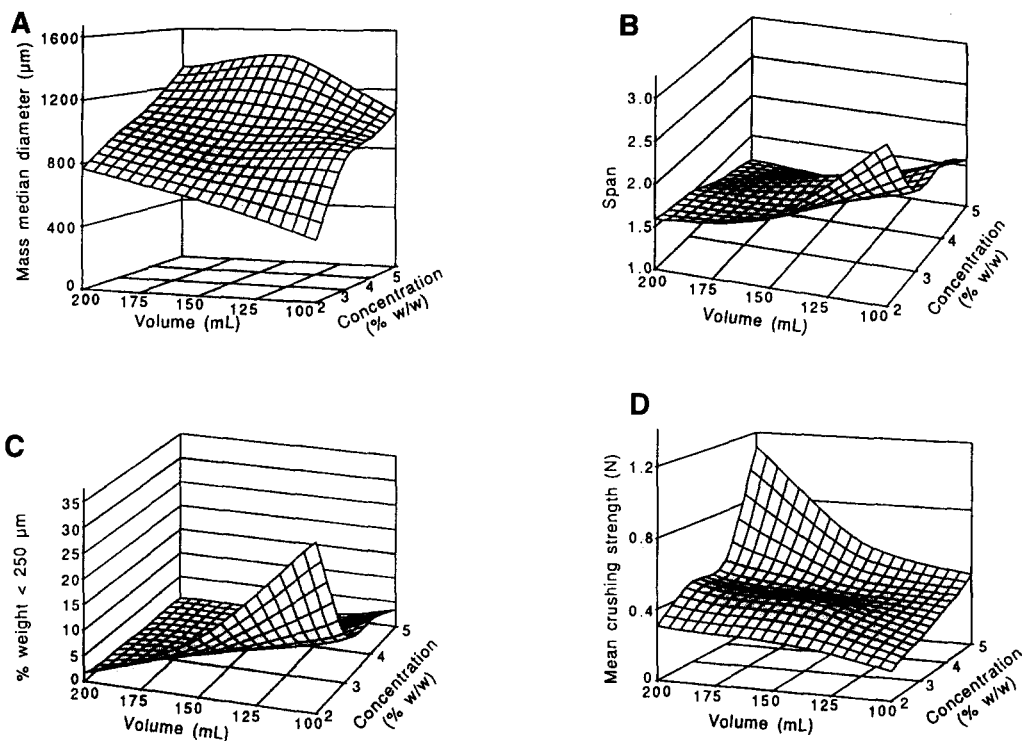 A
Mass median diameter (µm)
1600
1200
800
400
0
200
175
150
125
100
Volume (mL)
2
3
4
5
Concentration
(% w/w)
B
Span
3.0
2.5
2.0
1.5
1.0
200
175
150
125
100
Volume (mL)
2
3
4
5
Concentration
(% w/w)
C
% weight < 250 µm
35
30
25
20
15
10
5
0
200
175
150
125
100
Volume (mL)
2
3
4
5
Concentration
(% w/w)
D
Mean crushing strength (N)
1.2
0.8
0.4
0
200
175
150
125
100
Volume (mL)
2
3
4
5
Concentration
(% w/w)